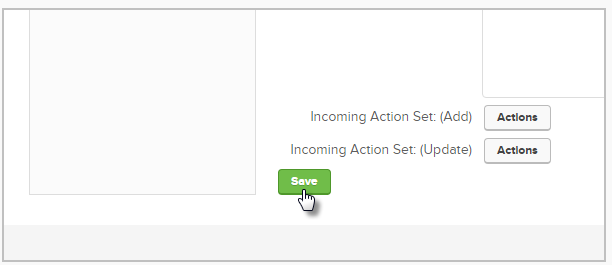 Incoming Action Set: (Add) Actions
Incoming Action Set: (Update) Actions
Save